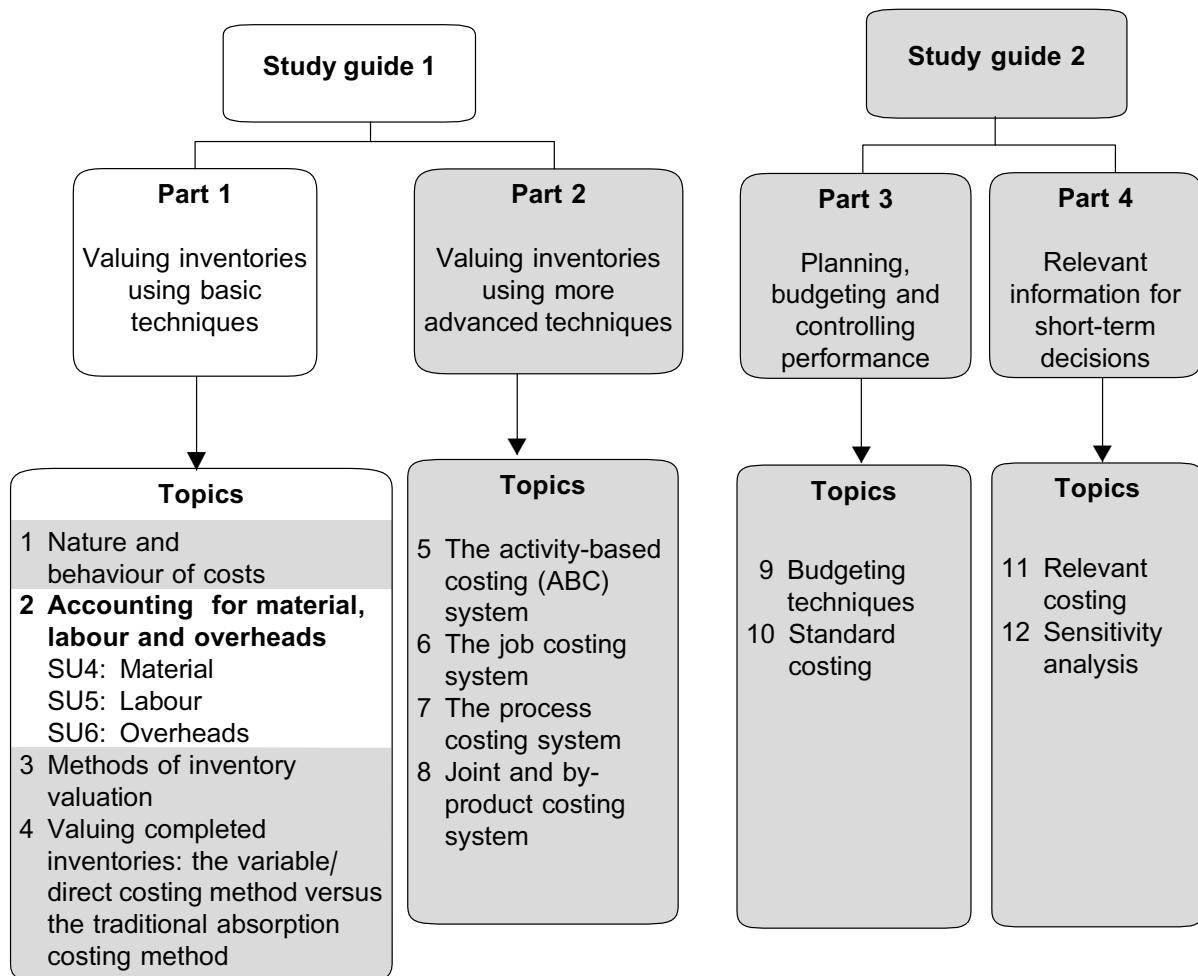 Study guide 1
Study guide 2
Part 1
Valuing inventories
using basic
techniques
Part 2
Valuing inventories
using more
advanced techniques
Part 3
Planning,
budgeting and
controlling
performance
Part 4
Relevant
information for
short-term
decisions
Topics
1 Nature and
behaviour of costs
2 Accounting for material,
labour and overheads
SU4: Material
SU5: Labour
SU6: Overheads
3 Methods of inventory
valuation
4 Valuing completed
inventories: the variable/
direct costing method versus
the traditional absorption
costing method
Topics
5 The activity-based
costing (ABC)
system
6 The job costing
system
7 The process
costing system
8 Joint and by-
product costing
system
Topics
9 Budgeting
techniques
10 Standard
costing
Topics
11 Relevant
costing
12 Sensitivity
analysis